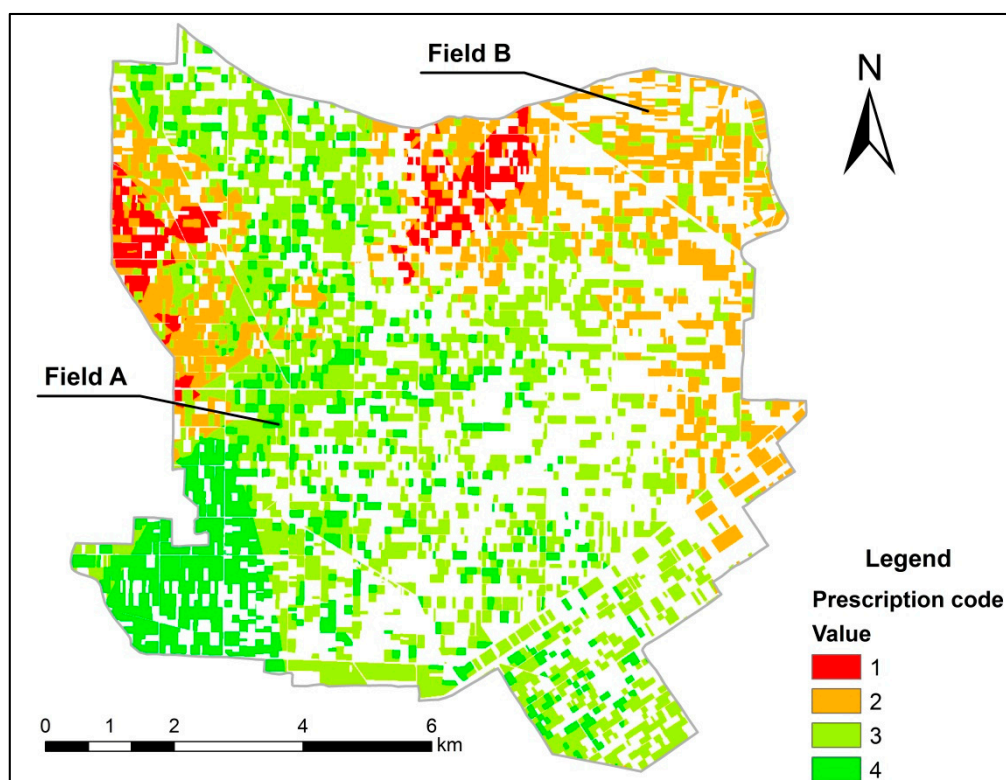 Field B
N
Field A
Legend
Prescription code
Value
1
2
3
4
0 1 2 4 6
km